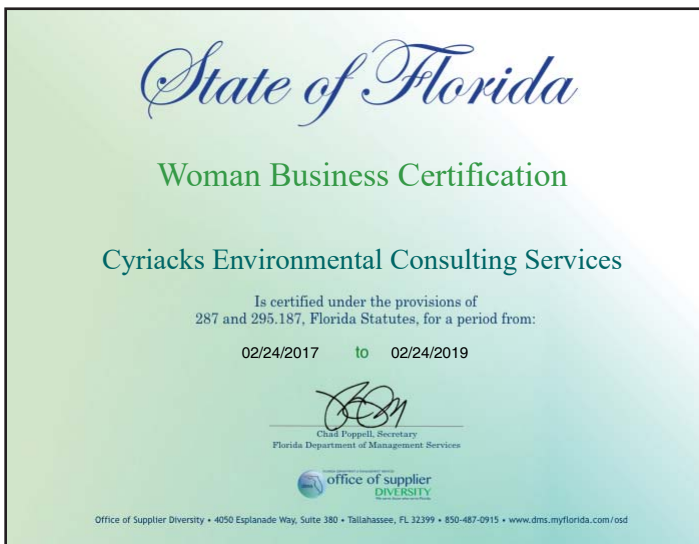 State of Florida
Woman Business Certification
Cyriacks Environmental Consulting Services
Is certified under the provisions of
287 and 295.187, Florida Statutes, for a period from:
02/24/2017 to 02/24/2019
Chad Poppell, Secretary
Florida Department of Management Services
office of supplier
DIVERSITY
Office of Supplier Diversity • 4050 Esplanade Way, Suite 380 • Tallahassee, FL 32399 • 850-487-0915 • www.dms.myflorida.com/osd